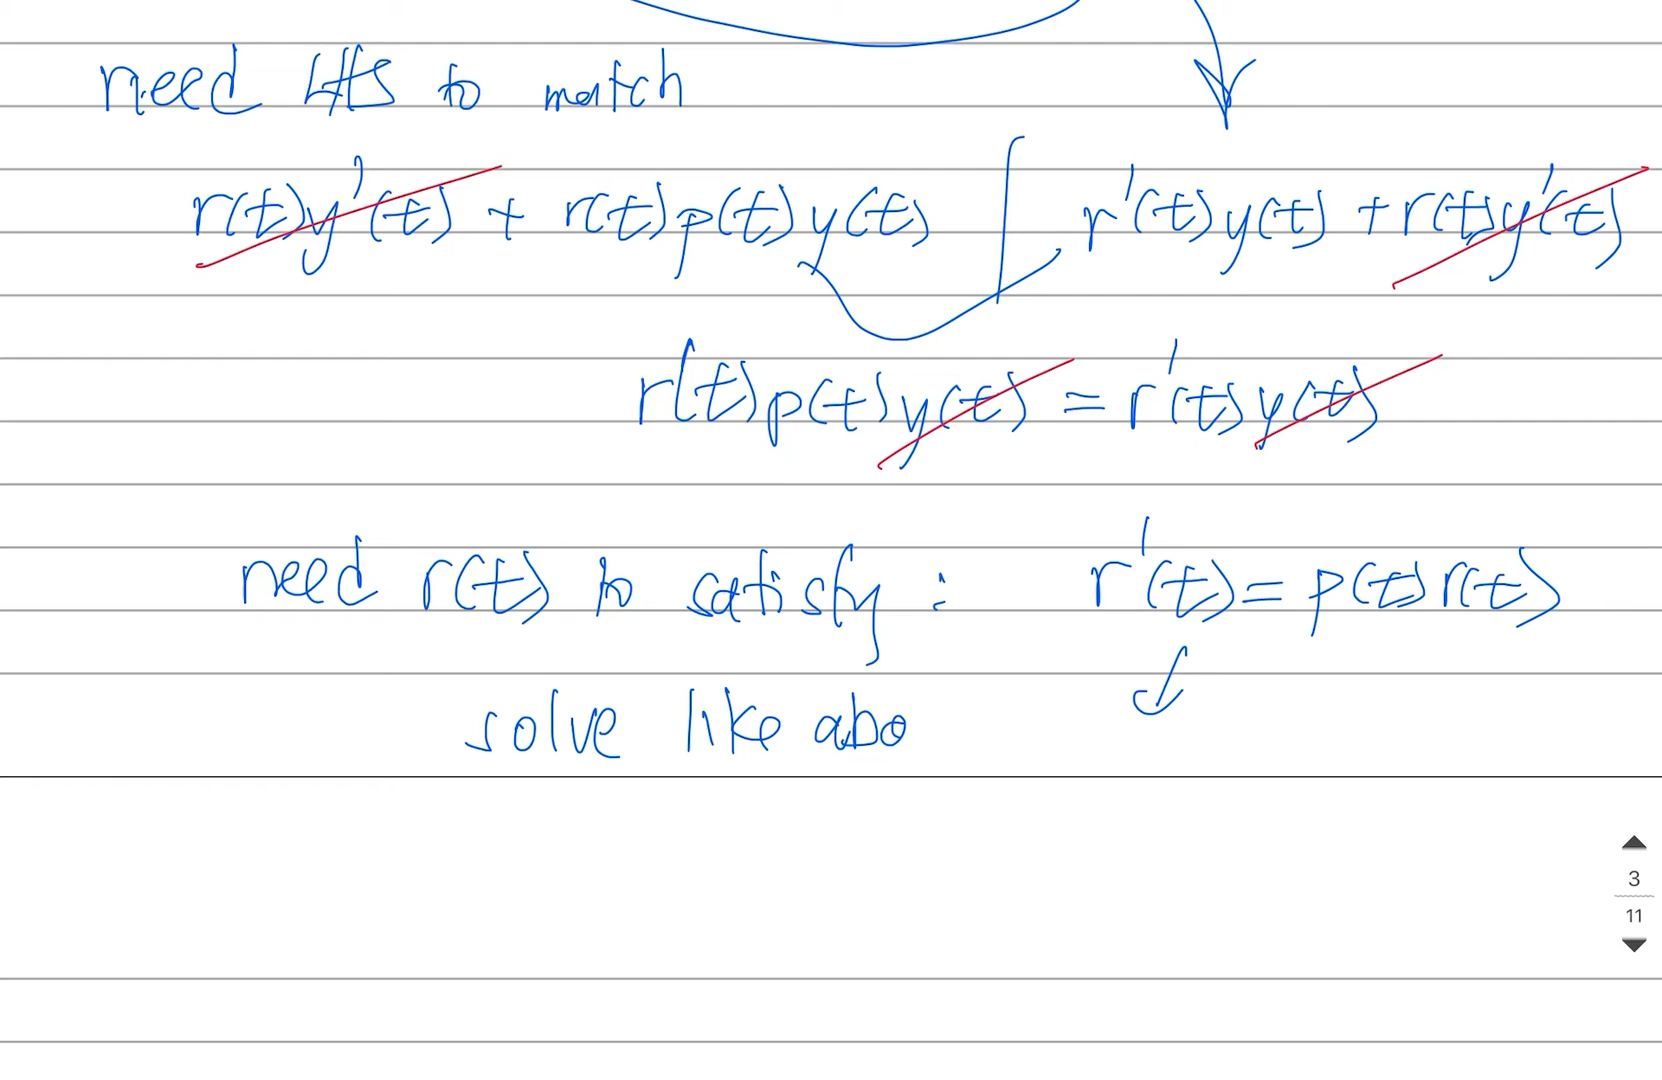 need LHS to match
r(t)y'(t) + r(t)p(t)y(t) r'(t)y(t) + r(t)y'(t)
r(t)p(t)y(t) = r'(t)y(t)
need r(t) to satisfy : r'(t) = p(t)r(t)
solve like abo
3
11